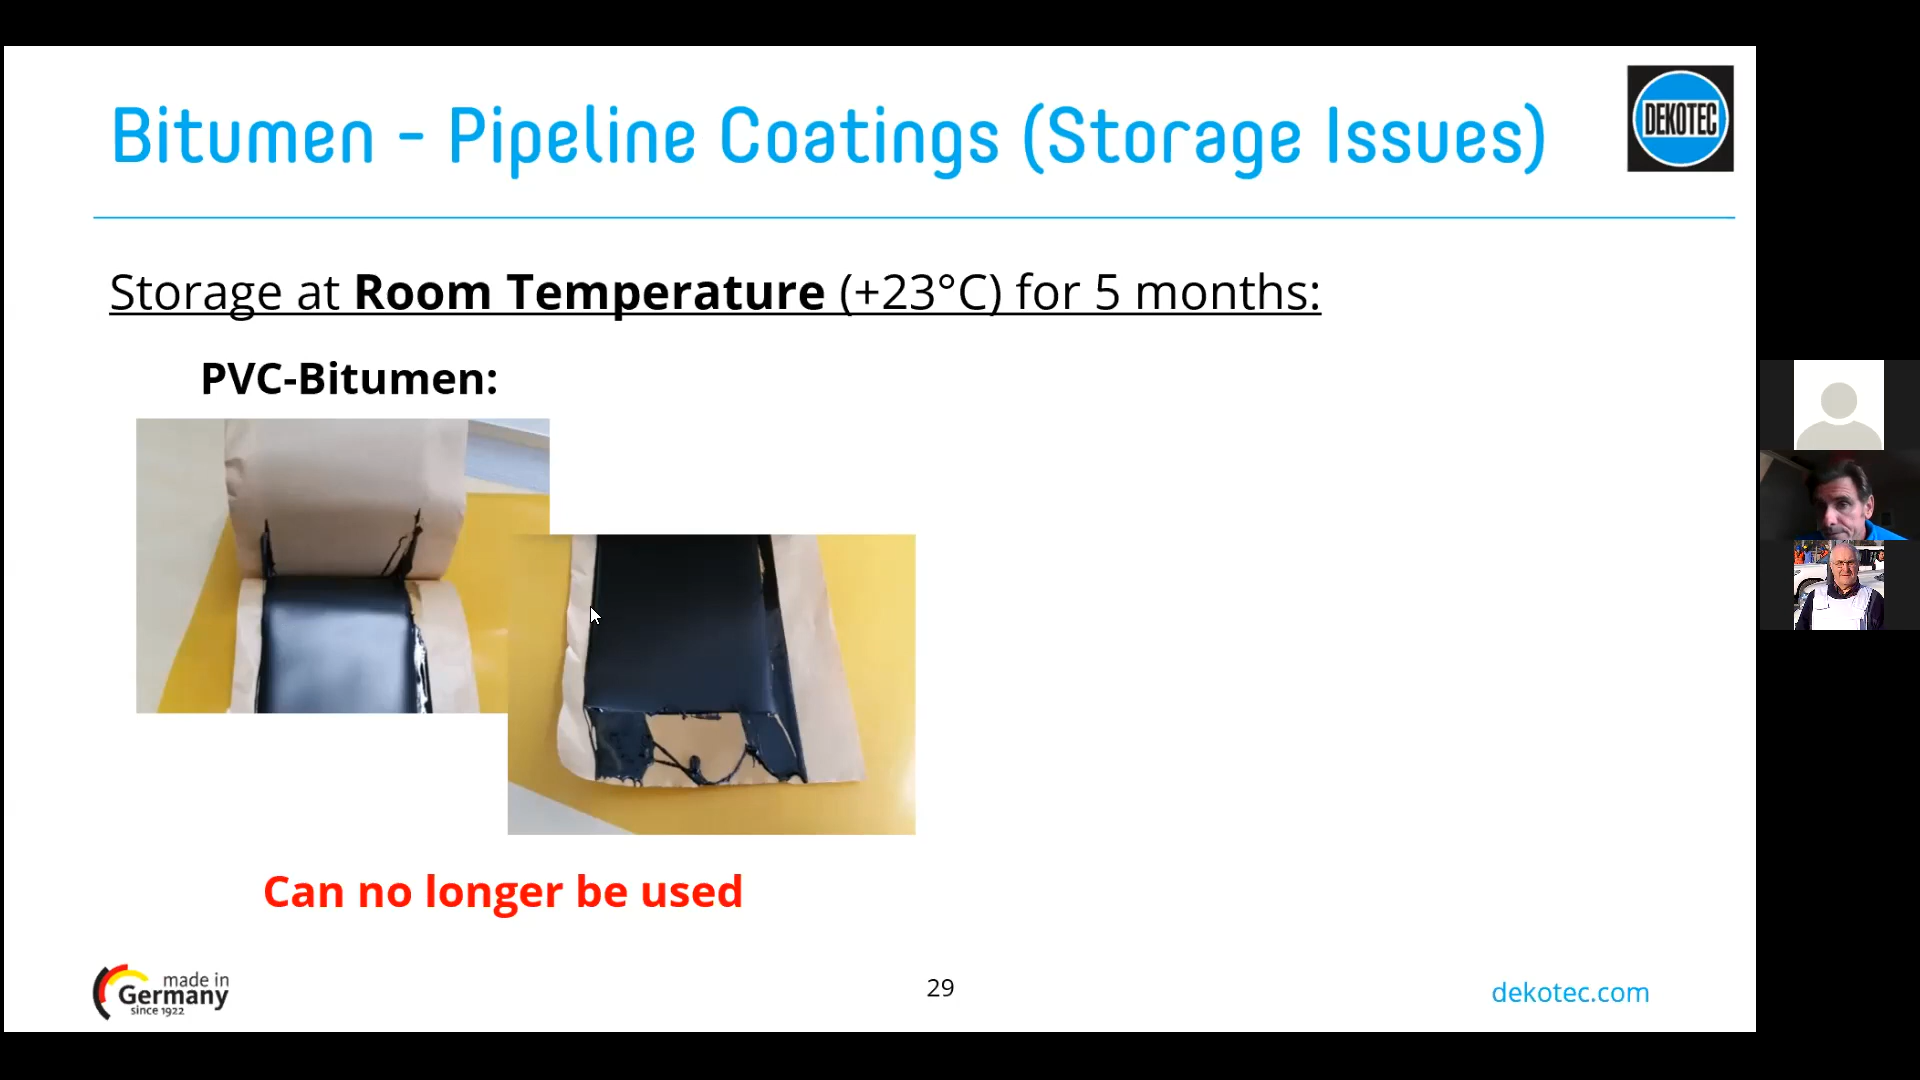 Bitumen - Pipeline Coatings (Storage Issues)
DEKOTEC
Storage at Room Temperature (+23°C) for 5 months:
PVC-Bitumen:
Can no longer be used
made in
Germany
since 1922
29
dekotec.com